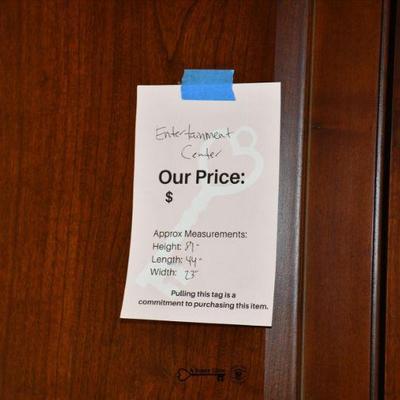 Entertainment
Center
Our Price:
$
Approx Measurements:
Height: 81"
Length: 44"
Width: 23"
Pulling this tag is a
commitment to purchasing this item.